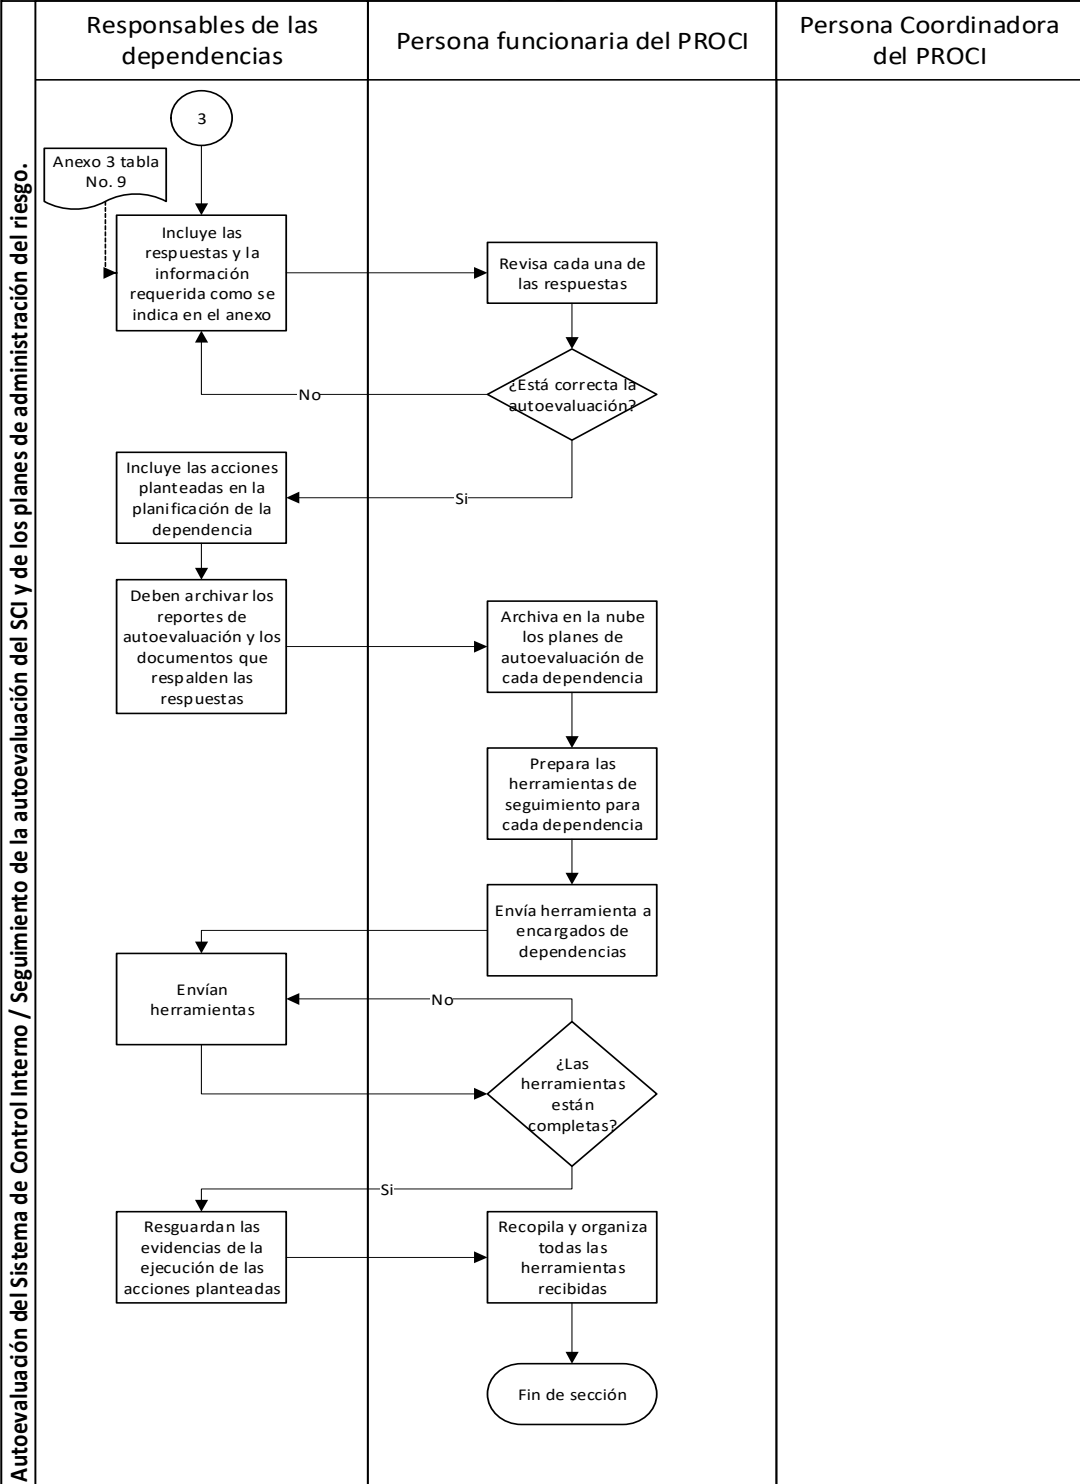 Autoevaluación del Sistema de Control Interno / Seguimiento de la autoevaluación del SCI y de los planes de administración del riesgo.
Responsables de las
dependencias
Persona funcionaria del PROCI
Persona Coordinadora
del PROCI
3
Anexo 3 tabla
No. 9
Incluye las
respuestas y la
información
requerida como se
indica en el anexo
Revisa cada una de
las respuestas
¿Está correcta la
autoevaluación?
No
Si
Incluye las acciones
planteadas en la
planificación de la
dependencia
Deben archivar los
reportes de
autoevaluación y los
documentos que
respalden las
respuestas
Archiva en la nube
los planes de
autoevaluación de
cada dependencia
Prepara las
herramientas de
seguimiento para
cada dependencia
Envía herramienta a
encargados de
dependencias
Envían
herramientas
No
¿Las
herramientas
están
completas?
Si
Resguardan las
evidencias de la
ejecución de las
acciones planteadas
Recopila y organiza
todas las
herramientas
recibidas
Fin de sección